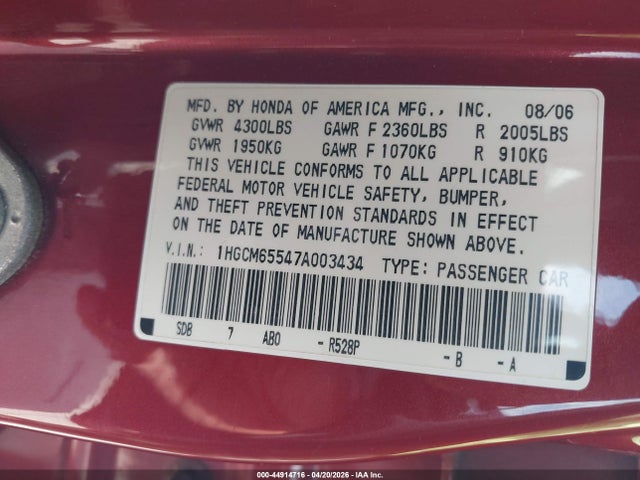 MFD. BY HONDA OF AMERICA MFG., INC. 08/06
GVWR 4300LBS GAWR F 2360LBS R 2005LBS
GVWR 1950KG GAWR F 1070KG R 910KG
THIS VEHICLE CONFORMS TO ALL APPLICABLE
FEDERAL MOTOR VEHICLE SAFETY, BUMPER,
AND THEFT PREVENTION STANDARDS IN EFFECT
ON THE DATE OF MANUFACTURE SHOWN ABOVE.
V.I.N.: 1HGCM65547A003434 TYPE: PASSENGER CAR
SDB 7 ABO - R528P - B - A
000-44914716 - 04/20/2026 - IAA Inc.